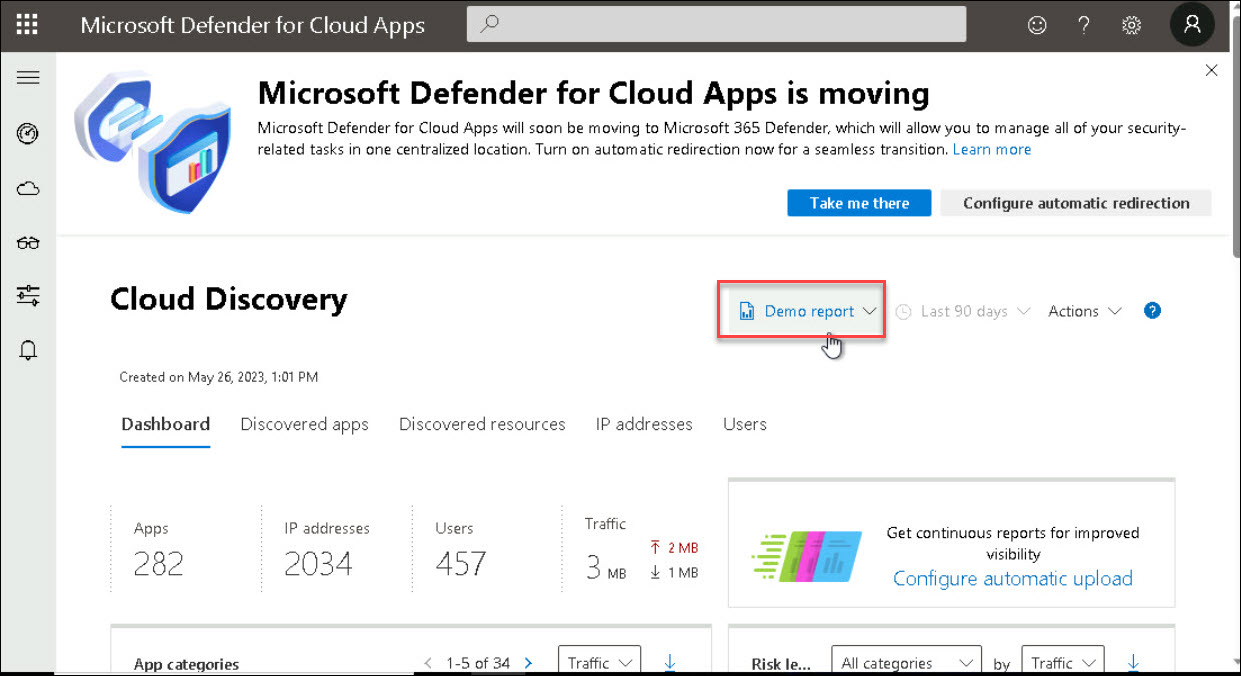 Microsoft Defender for Cloud Apps
Microsoft Defender for Cloud Apps is moving
Microsoft Defender for Cloud Apps will soon be moving to Microsoft 365 Defender, which will allow you to manage all of your security-
related tasks in one centralized location. Turn on automatic redirection now for a seamless transition. Learn more
Take me there Configure automatic redirection
Cloud Discovery
Demo report Last 90 days Actions ?
Created on May 26, 2023, 1:01 PM
Dashboard Discovered apps Discovered resources IP addresses Users
Apps
282
IP addresses
2034
Users
457
Traffic
3 MB
2 MB
1 MB
Get continuous reports for improved
visibility
Configure automatic upload
App categories 1-5 of 34 Traffic
Risk le... All categories by Traffic